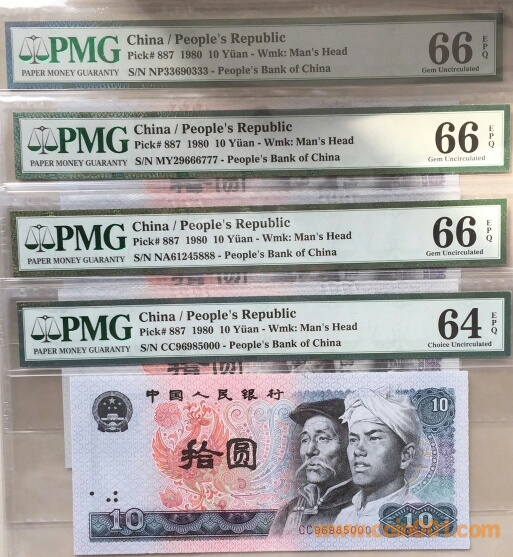 PMG
PAPER MONEY GUARANTY
China / People's Republic
Pick# 887 1980 10 Yüan - Wmk: Man's Head
S/N NP33690333 - People's Bank of China
66 EPQ
Gem Uncirculated
PMG
PAPER MONEY GUARANTY
China / People's Republic
Pick# 887 1980 10 Yüan - Wmk: Man's Head
S/N MY29666777 - People's Bank of China
66 EPQ
Gem Uncirculated
PMG
PAPER MONEY GUARANTY
China / People's Republic
Pick# 887 1980 10 Yüan - Wmk: Man's Head
S/N NA61245888 - People's Bank of China
66 EPQ
Gem Uncirculated
PMG
PAPER MONEY GUARANTY
China / People's Republic
Pick# 887 1980 10 Yüan - Wmk: Man's Head
S/N CC96985000 - People's Bank of China
64 EPQ
Choice Uncirculated
中国人民银行
10
拾圆
10
CC96985000
10